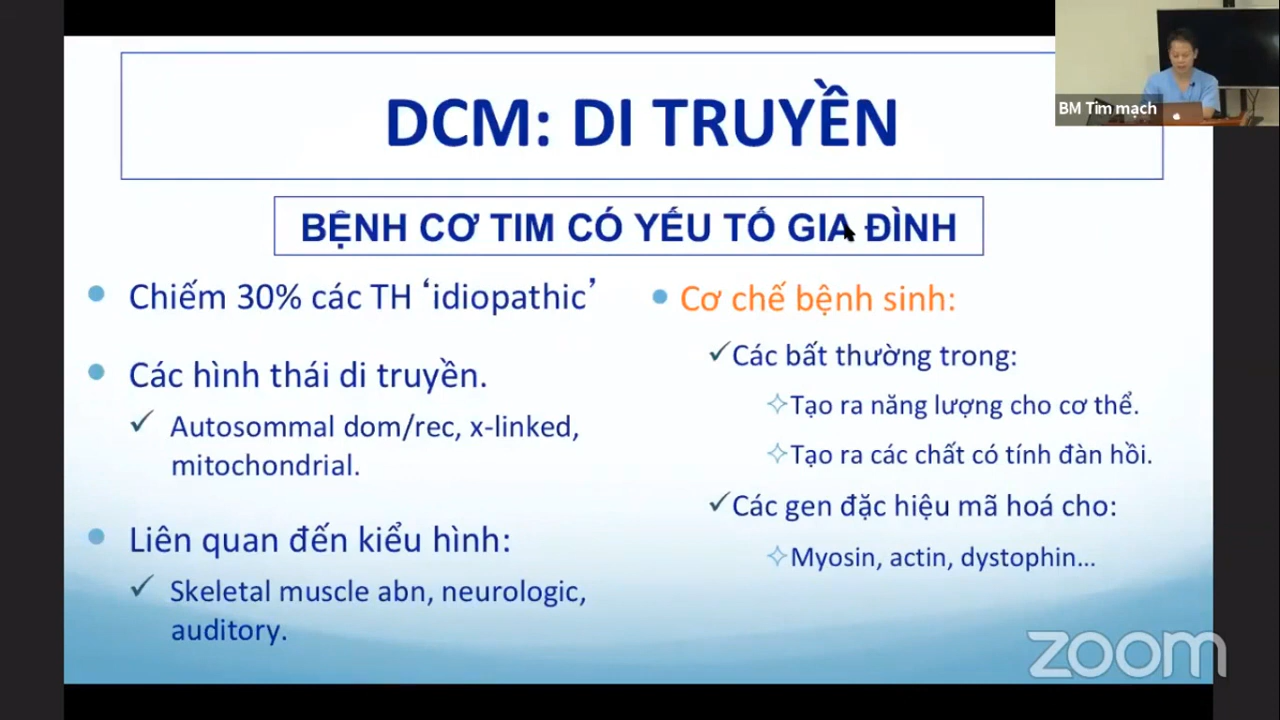 DCM: DI TRUYỀN
BM Tim mạch
BỆNH CƠ TIM CÓ YẾU TỐ GIA ĐÌNH
Chiếm 30% các TH ‘idiopathic’
Các hình thái di truyền.
Autosommal dom/rec, x-linked,
mitochondrial.
Liên quan đến kiểu hình:
Skeletal muscle abn, neurologic,
auditory.
Cơ chế bệnh sinh:
Các bất thường trong:
Tạo ra năng lượng cho cơ thể.
Tạo ra các chất có tính đàn hồi.
Các gen đặc hiệu mã hoá cho:
Myosin, actin, dystophin...
zoom